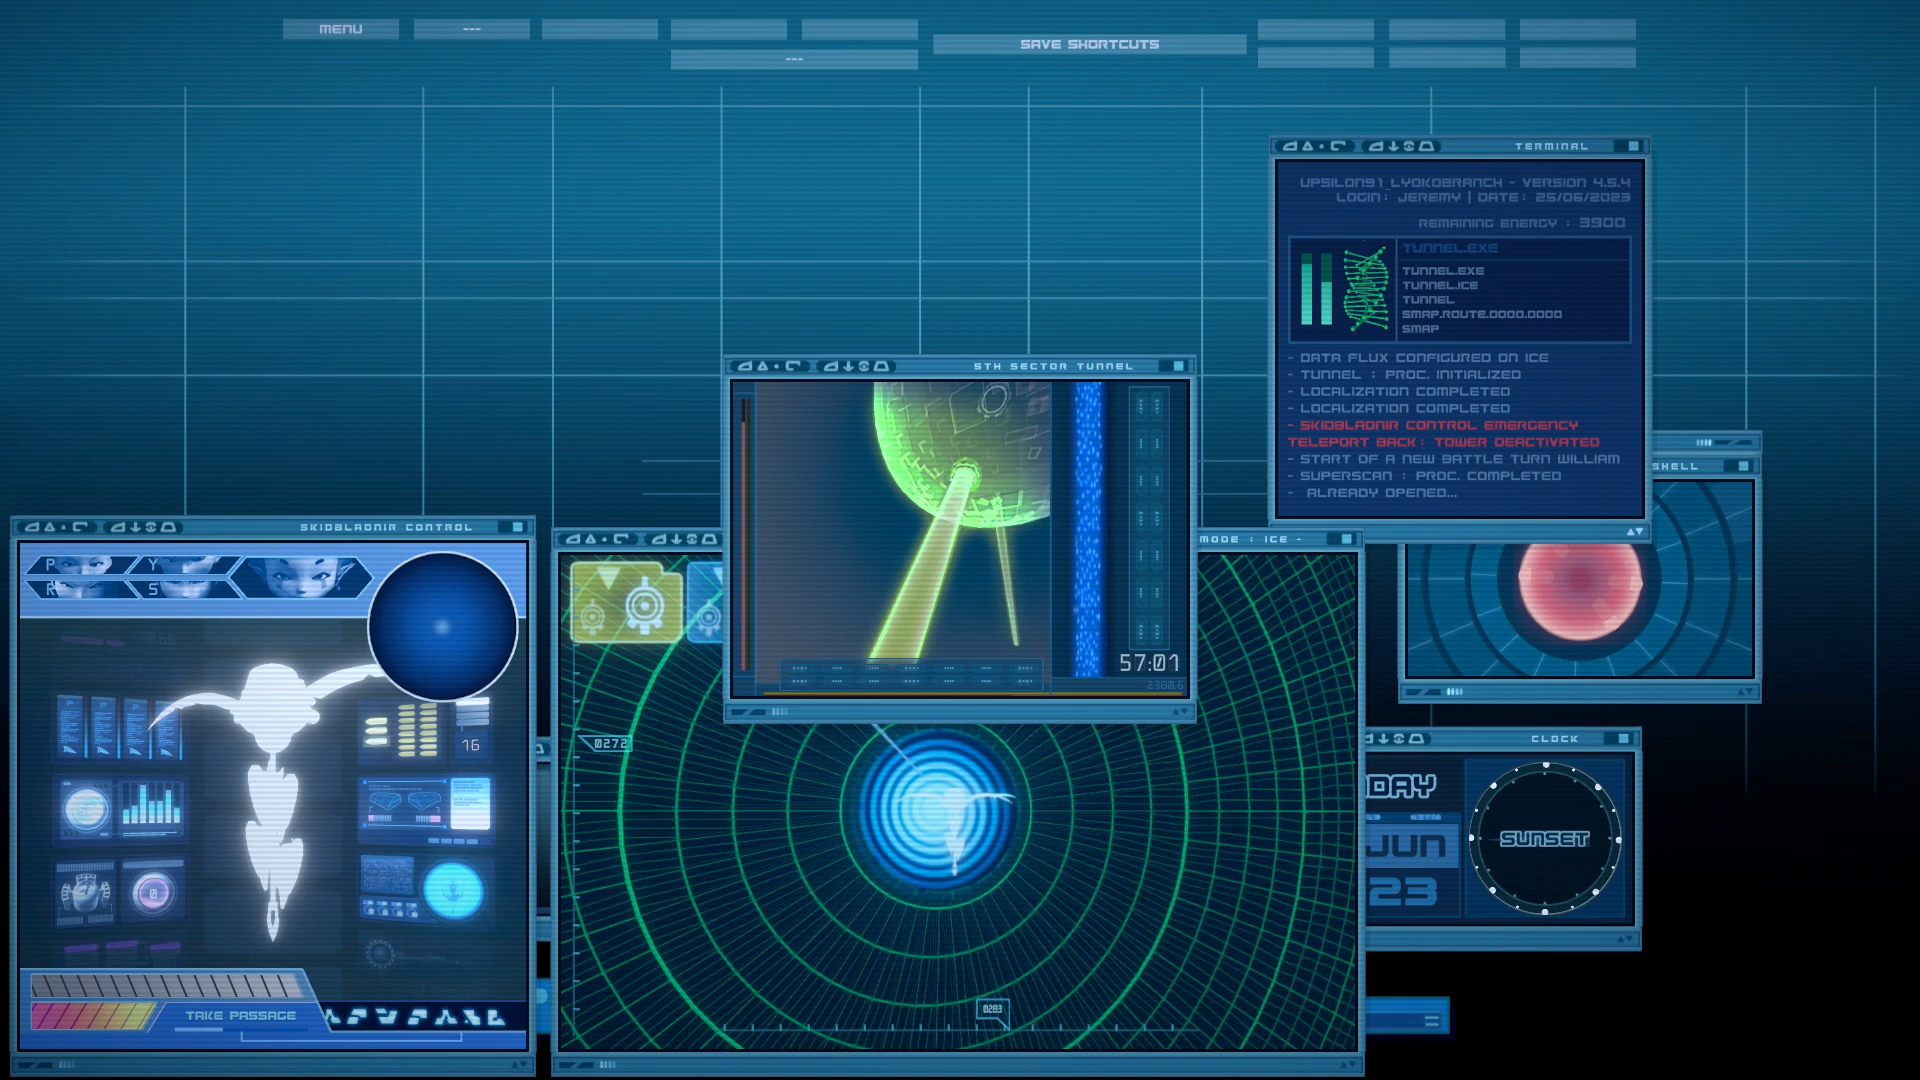 MENU
---
SAVE SHORTCUTS
---
TERMINAL
UPSILON91_LYOKOBRANCH - VERSION 4.5.4
LOGIN: JEREMY | DATE: 25/06/2023
REMAINING ENERGY : 3900
TUNNEL.EXE
TUNNEL.EXE
TUNNEL.ICE
TUNNEL
SMAP.ROUTE.0000.0000
SMAP
- DATA FLUX CONFIGURED ON ICE
- TUNNEL : PROC. INITIALIZED
- LOCALIZATION COMPLETED
- LOCALIZATION COMPLETED
- SKIDBLADNIR CONTROL EMERGENCY
TELEPORT BACK: TOWER DEACTIVATED
- START OF A NEW BATTLE TURN WILLIAM
- SUPERSCAN : PROC. COMPLETED
- ALREADY OPENED...
5TH SECTOR TUNNEL
57:01
SHELL
SKIDBLADNIR CONTROL
P
Y
R
S
16
0
TAKE PASSAGE
MODE : ICE -
0272
0283
CLOCK
DAY
JUN
23
SUNSET